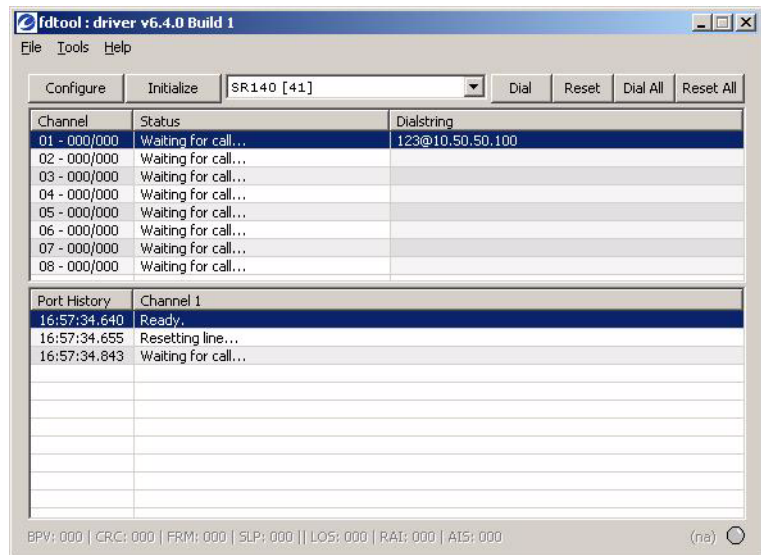 fdtool : driver v6.4.0 Build 1
File Tools Help
Configure Initialize SR140 [41] Dial Reset Dial All Reset All
Channel Status Dialstring
01 - 000/000 Waiting for call... 123@10.50.50.100
02 - 000/000 Waiting for call...
03 - 000/000 Waiting for call...
04 - 000/000 Waiting for call...
05 - 000/000 Waiting for call...
06 - 000/000 Waiting for call...
07 - 000/000 Waiting for call...
08 - 000/000 Waiting for call...
Port History Channel 1
16:57:34.640 Ready.
16:57:34.655 Resetting line...
16:57:34.843 Waiting for call...
BPV: 000 | CRC: 000 | FRM: 000 | SLP: 000 || LOS: 000 | RAI: 000 | AIS: 000 (na)